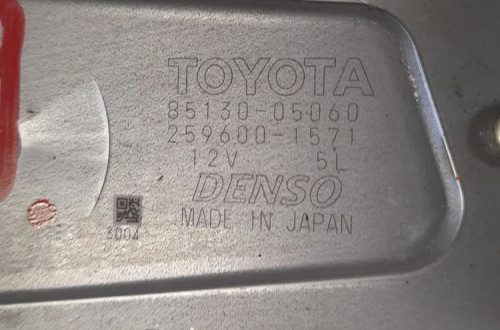 TOYOTA
85130-05060
259600-1571
12V 5L
DENSO
MADE IN JAPAN
3004